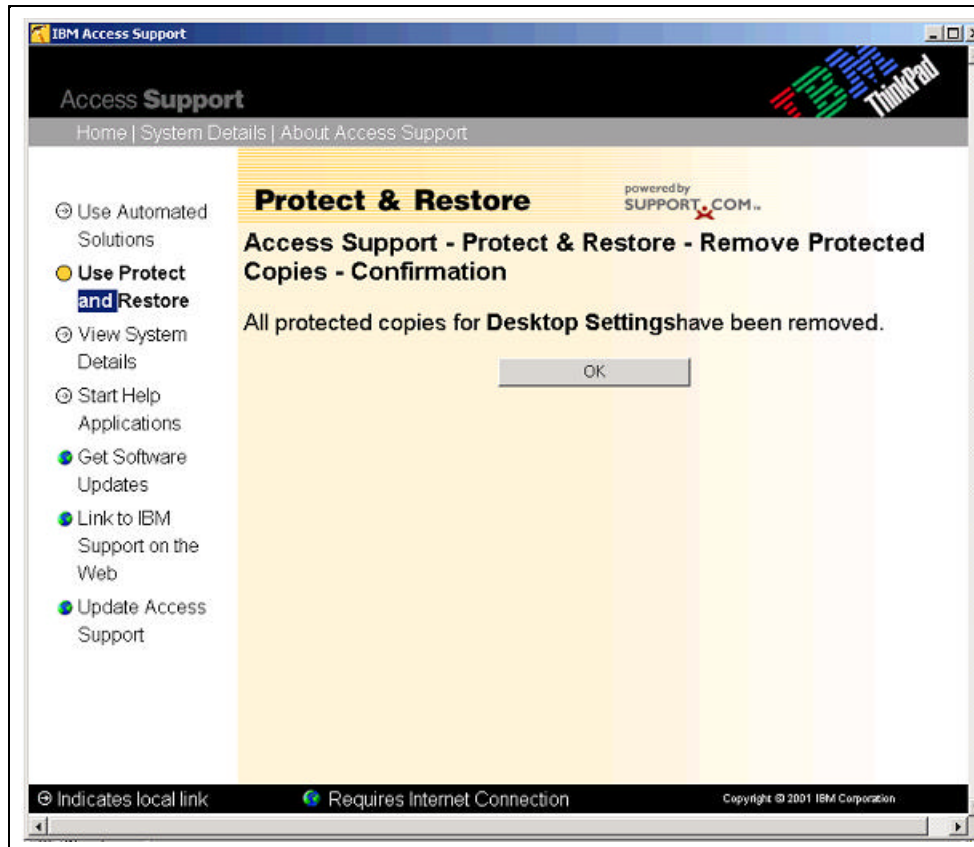 IBM Access Support
Access Support
IBM
ThinkPad
Home | System Details | About Access Support
Use Automated
Solutions
Use Protect
and Restore
View System
Details
Start Help
Applications
Get Software
Updates
Link to IBM
Support on the
Web
Update Access
Support
Protect & Restore
powered by
SUPPORT.COM™
Access Support - Protect & Restore - Remove Protected
Copies - Confirmation
All protected copies for Desktop Settingshave been removed.
OK
Indicates local link
Requires Internet Connection
Copyright © 2001 IBM Corporation